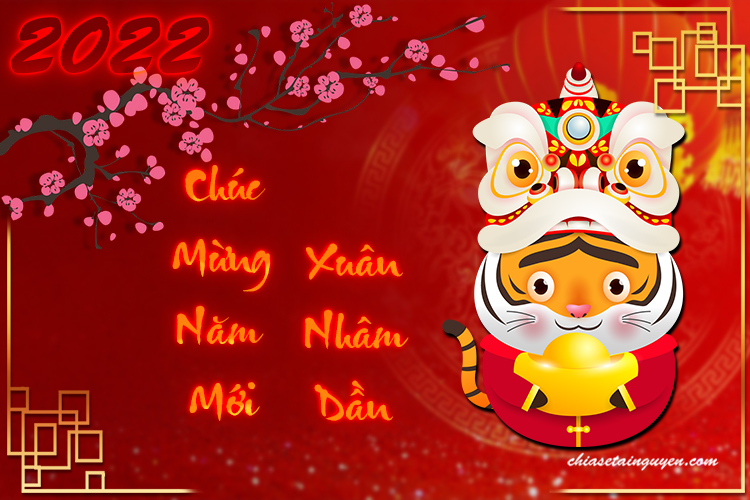 2022
Chúc
Mừng Xuân
Năm Nhâm
Mới Dần
chiasetainguyen.com